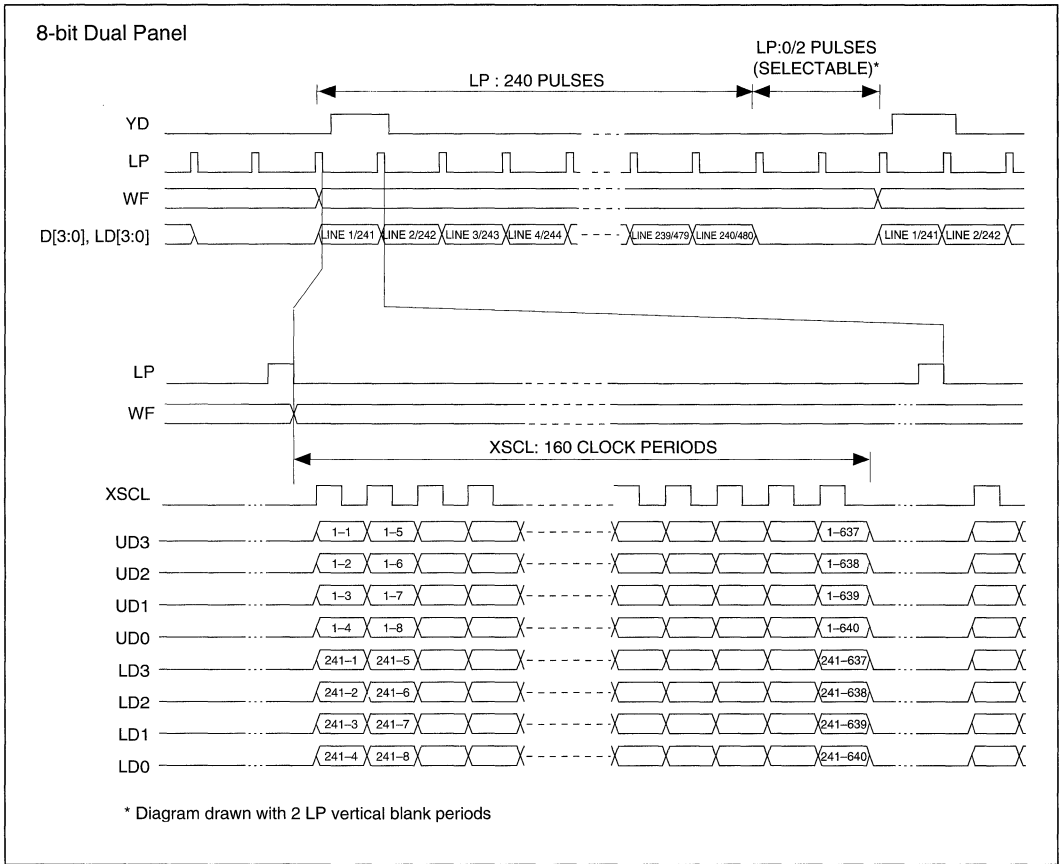 8-bit Dual Panel
LP:0/2 PULSES
(SELECTABLE)*
LP : 240 PULSES
YD
LP
WF
D[3:0], LD[3:0] LINE 1/241 LINE 2/242 LINE 3/243 LINE 4/244 LINE 239/479 LINE 240/480 LINE 1/241 LINE 2/242
LP
WF
XSCL: 160 CLOCK PERIODS
XSCL
UD3 1–1 1–5 1–637
UD2 1–2 1–6 1–638
UD1 1–3 1–7 1–639
UD0 1–4 1–8 1–640
LD3 241–1 241–5 241–637
LD2 241–2 241–6 241–638
LD1 241–3 241–7 241–639
LD0 241–4 241–8 241–640
* Diagram drawn with 2 LP vertical blank periods